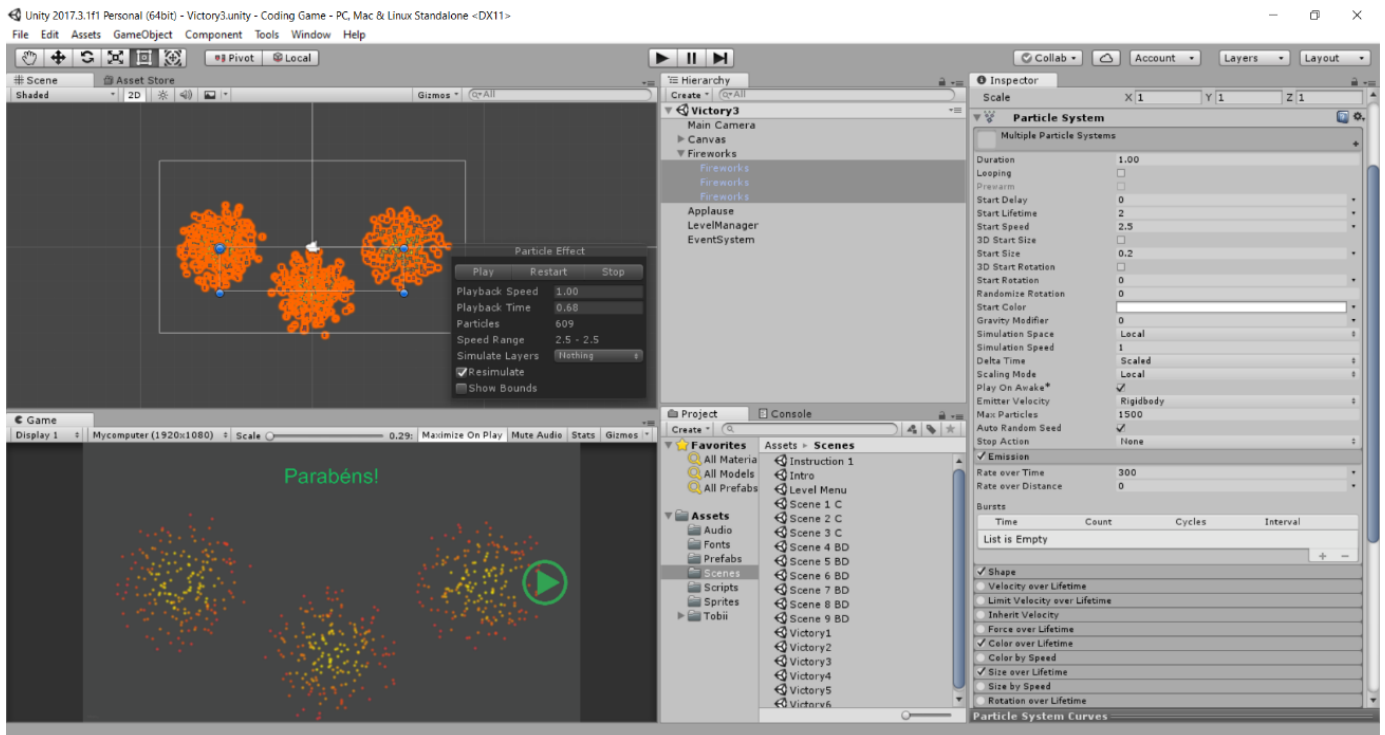 Unity 2017.3.1f1 Personal (64bit) - Victory3.unity - Coding Game - PC, Mac & Linux Standalone <DX11>
File Edit Assets GameObject Component Tools Window Help
Pivot Local
Collab Account Layers Layout
Scene Asset Store
Shaded 2D Gizmos All
Particle Effect
Play Restart Stop
Playback Speed 1.00
Playback Time 0.68
Particles 609
Speed Range 2.5 - 2.5
Simulate Layers Nothing
Resimulate
Show Bounds
Game
Display 1 Mycomputer (1920x1080) Scale 0.29: Maximize On Play Mute Audio Stats Gizmos
Parabéns!
Hierarchy
Create All
Victory3
Main Camera
Canvas
Fireworks
Fireworks
Fireworks
Fireworks
Applause
LevelManager
EventSystem
Project Console
Create
Favorites
All Materia
All Models
All Prefabs
Assets
Audio
Fonts
Prefabs
Scenes
Scripts
Sprites
Tobii
Assets Scenes
Instruction 1
Intro
Level Menu
Scene 1 C
Scene 2 C
Scene 3 C
Scene 4 BD
Scene 5 BD
Scene 6 BD
Scene 7 BD
Scene 8 BD
Scene 9 BD
Victory1
Victory2
Victory3
Victory4
Victory5
Victory6
Inspector
Scale X 1 Y 1 Z 1
Particle System
Multiple Particle Systems
Duration 1.00
Looping
Prewarm
Start Delay 0
Start Lifetime 2
Start Speed 2.5
3D Start Size
Start Size 0.2
3D Start Rotation
Start Rotation 0
Randomize Rotation 0
Start Color
Gravity Modifier 0
Simulation Space Local
Simulation Speed 1
Delta Time Scaled
Scaling Mode Local
Play On Awake*
Emitter Velocity Rigidbody
Max Particles 1500
Auto Random Seed
Stop Action None
Emission
Rate over Time 300
Rate over Distance 0
Bursts
Time Count Cycles Interval
List is Empty
Shape
Velocity over Lifetime
Limit Velocity over Lifetime
Inherit Velocity
Force over Lifetime
Color over Lifetime
Color by Speed
Size over Lifetime
Size by Speed
Rotation over Lifetime
Particle System Curves